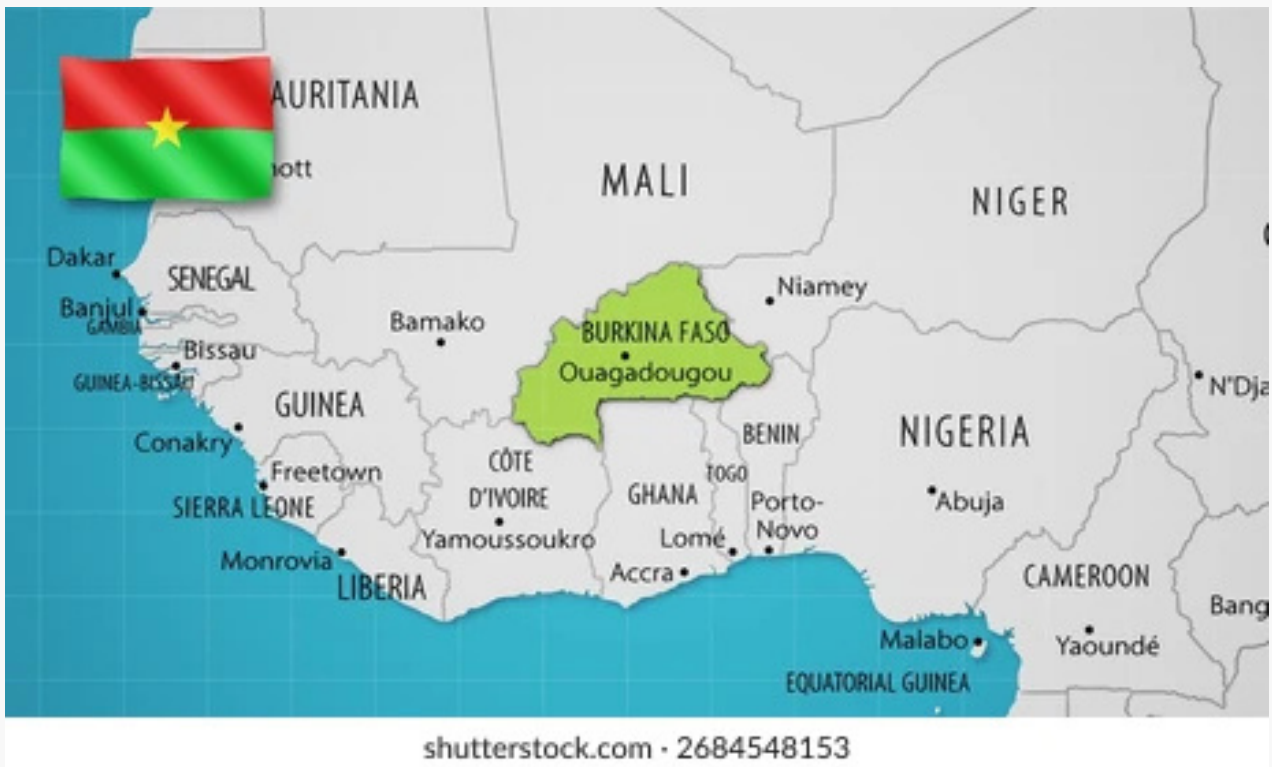 AURITANIA
nott
MALI
NIGER
Dakar
SENEGAL
Banjul
GAMBIA
Niamey
Bamako
BURKINA FASO
Bissau
Ouagadougou
GUINEA-BISSAU
N'Dja
GUINEA
NIGERIA
BENIN
Conakry
CÔTE
D'IVOIRE
Freetown
TOGO
GHANA
SIERRA LEONE
Porto-
Novo
Abuja
Yamoussoukro
Lomé
Monrovia
Accra
LIBERIA
CAMEROON
Bang
Malabo
Yaoundé
EQUATORIAL GUINEA
shutterstock.com · 2684548153